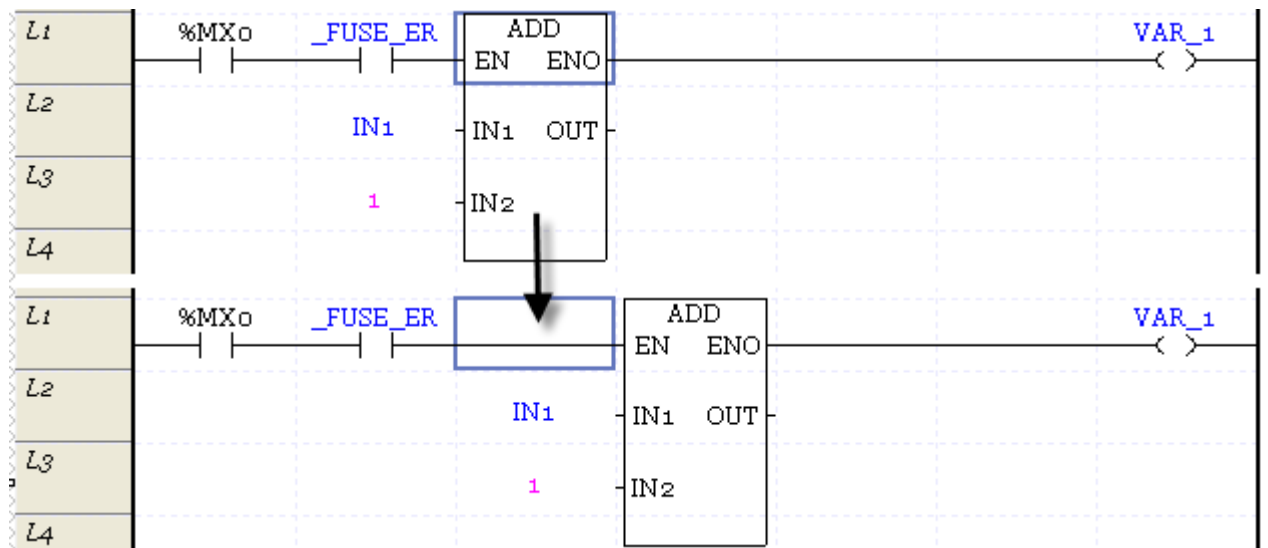 L1 %MX0 _FUSE_ER ADD VAR_1
EN ENO
L2 IN1 IN1 OUT
L3 1 IN2
L4
L1 %MX0 _FUSE_ER ADD VAR_1
EN ENO
L2 IN1 IN1 OUT
L3 1 IN2
L4